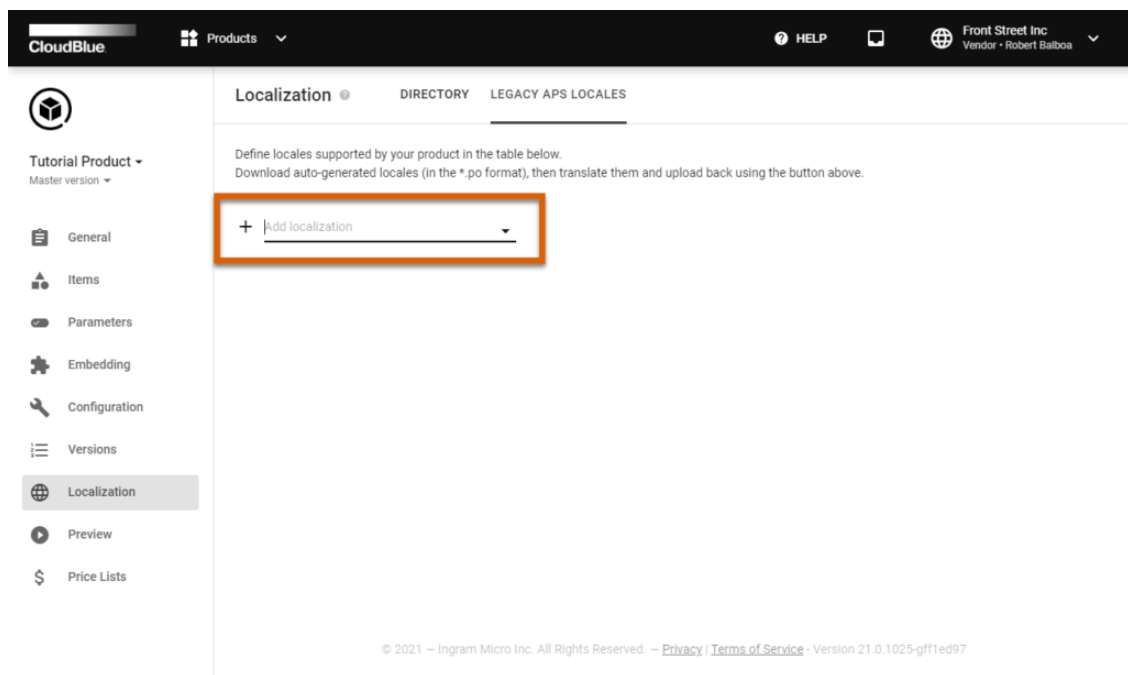 CloudBlue
Products
HELP
Front Street Inc
Vendor • Robert Balboa
Localization
DIRECTORY
LEGACY APS LOCALES
Tutorial Product
Master version
Define locales supported by your product in the table below.
Download auto-generated locales (in the *.po format), then translate them and upload back using the button above.
Add localization
General
Items
Parameters
Embedding
Configuration
Versions
Localization
Preview
Price Lists
© 2021 — Ingram Micro Inc. All Rights Reserved. — Privacy | Terms of Service - Version 21.0.1025-gff1ed97